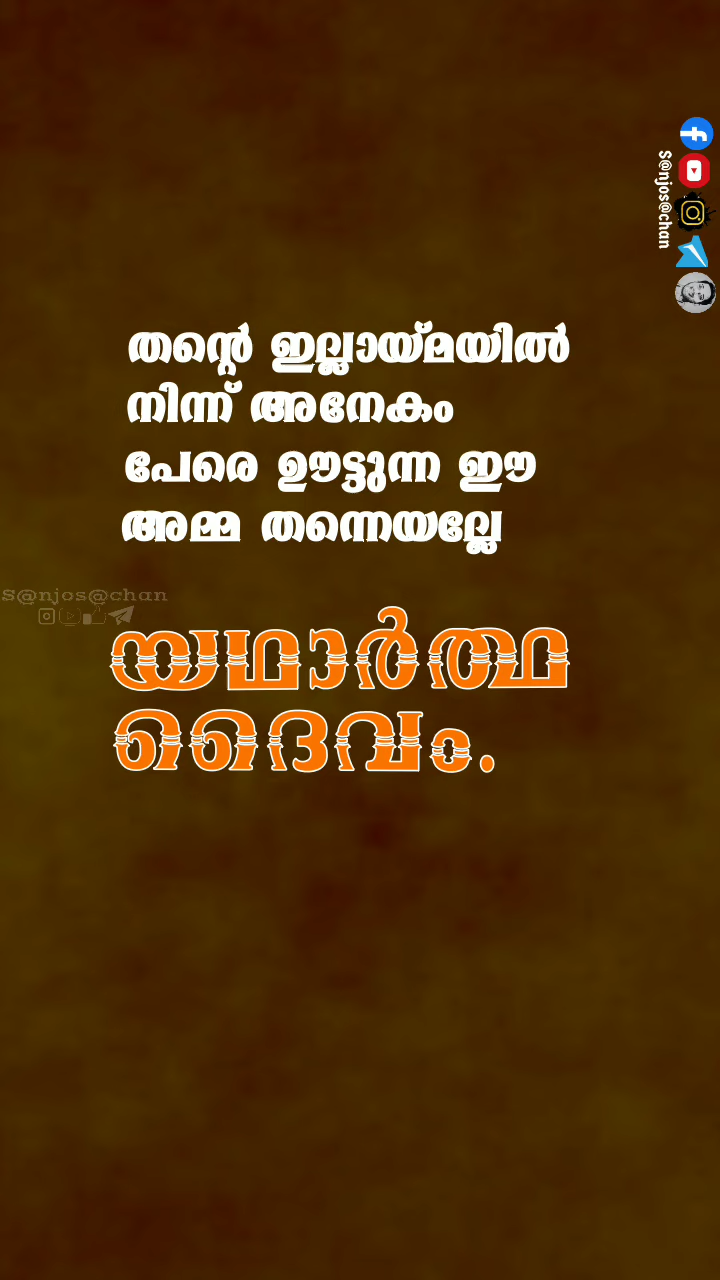 S@njos@chan
തന്റെ ഇല്ലായ്മയിൽ
നിന്ന് അനേകം
പേരെ ഊട്ടുന്ന ഈ
അമ്മ തന്നെയല്ലേ
S@njos@chan
യഥാർത്ഥ
ദൈവം.